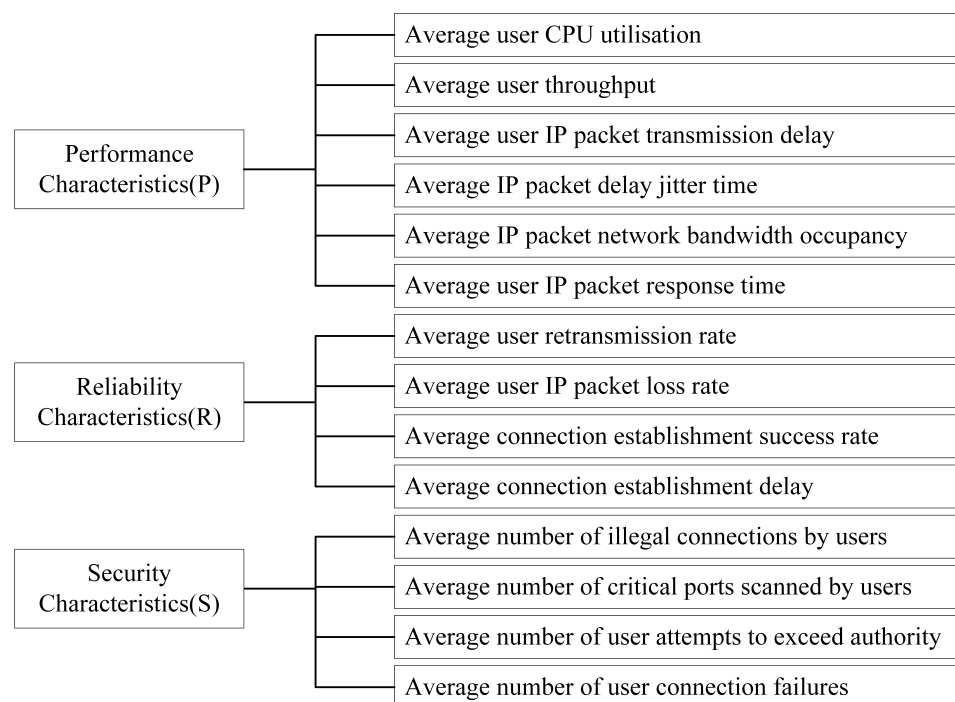 Performance
Characteristics(P)
Average user CPU utilisation
Average user throughput
Average user IP packet transmission delay
Average IP packet delay jitter time
Average IP packet network bandwidth occupancy
Average user IP packet response time
Reliability
Characteristics(R)
Average user retransmission rate
Average user IP packet loss rate
Average connection establishment success rate
Average connection establishment delay
Security
Characteristics(S)
Average number of illegal connections by users
Average number of critical ports scanned by users
Average number of user attempts to exceed authority
Average number of user connection failures